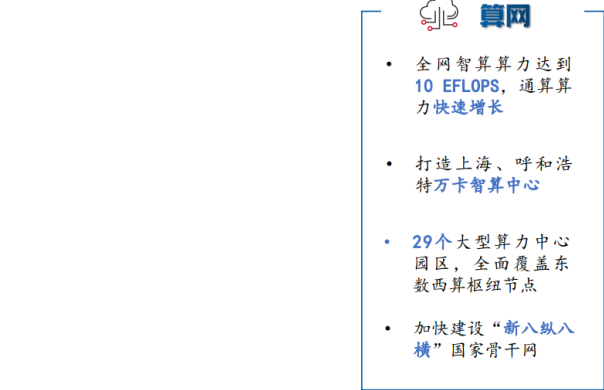 算网
• 全网智算算力达到
10 EFLOPS，通算算
力快速增长
• 打造上海、呼和浩
特万卡智算中心
• 29个大型算力中心
园区，全面覆盖东
数西算枢纽节点
• 加快建设“新八纵八
横”国家骨干网